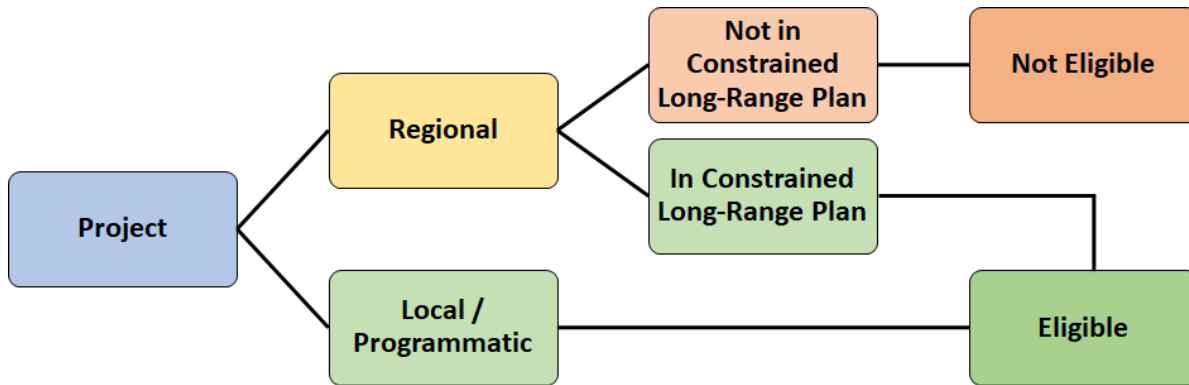 Not in
Constrained
Long-Range Plan
Not Eligible
Regional
In Constrained
Long-Range Plan
Project
Local /
Programmatic
Eligible